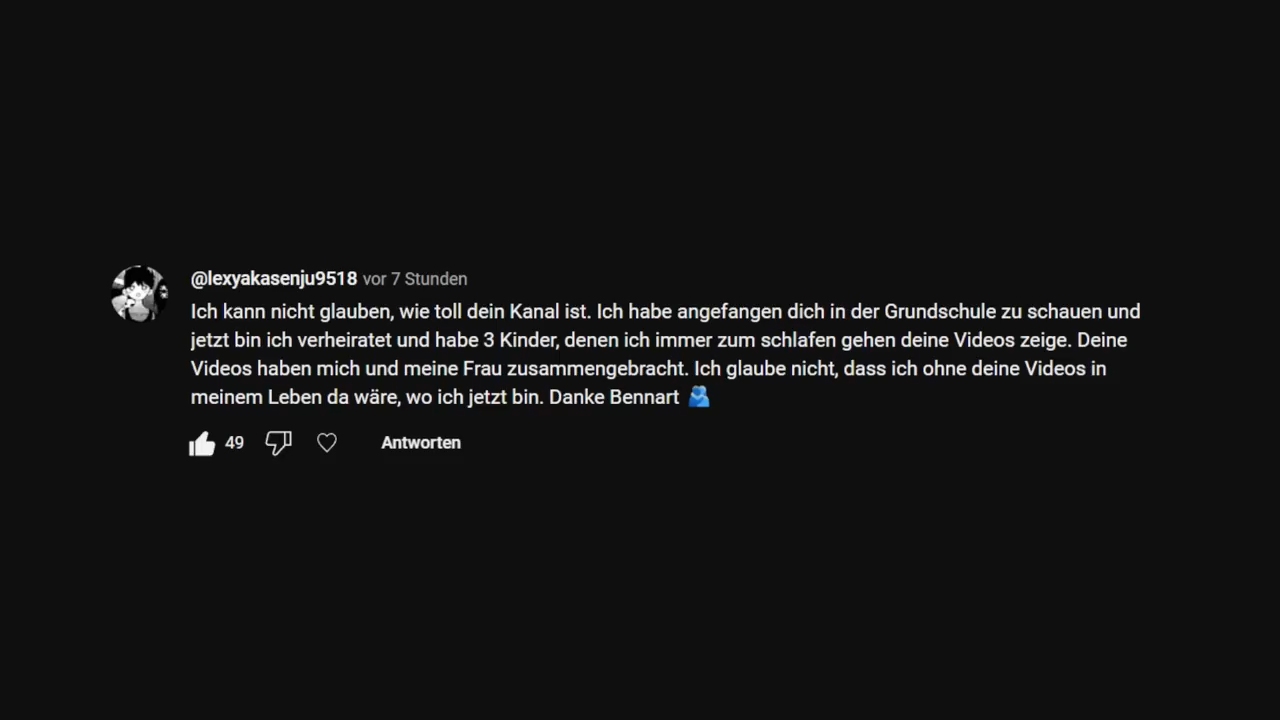 @lexyakasenju9518 vor 7 Stunden
Ich kann nicht glauben, wie toll dein Kanal ist. Ich habe angefangen dich in der Grundschule zu schauen und
jetzt bin ich verheiratet und habe 3 Kinder, denen ich immer zum schlafen gehen deine Videos zeige. Deine
Videos haben mich und meine Frau zusammengebracht. Ich glaube nicht, dass ich ohne deine Videos in
meinem Leben da wäre, wo ich jetzt bin. Danke Bennart 🫂
49 Antworten